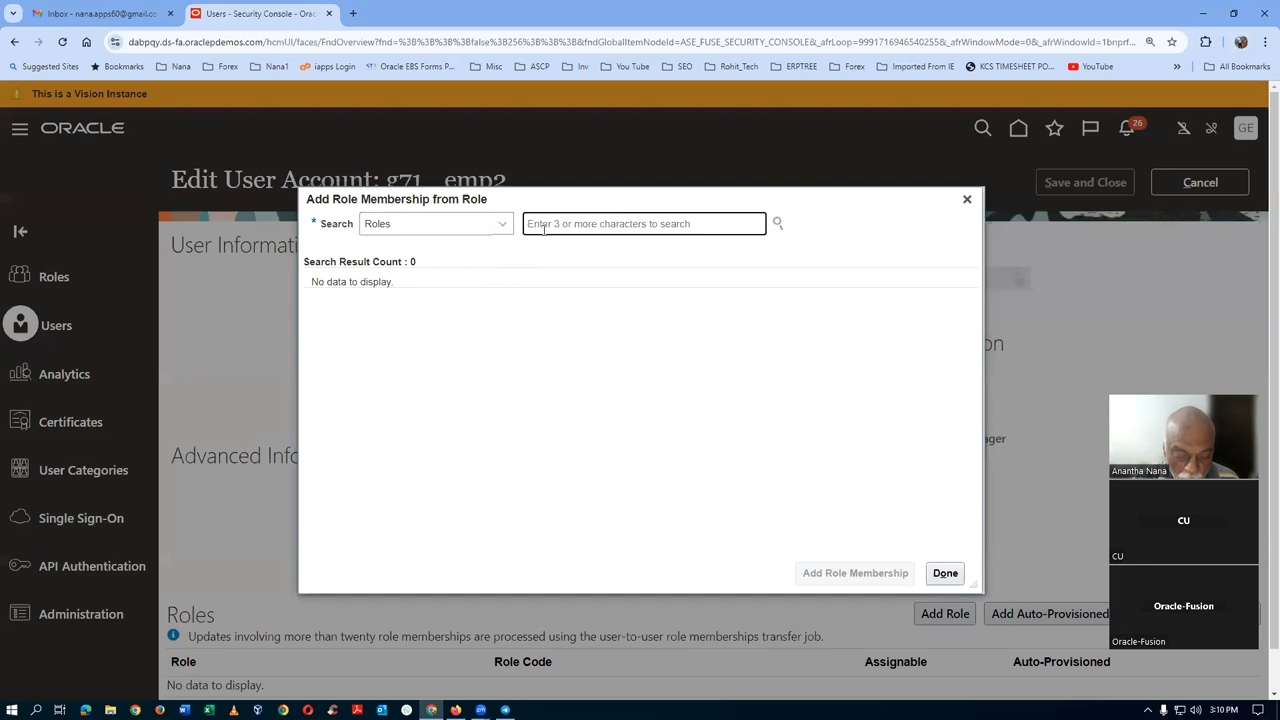 Inbox - nana.apps60@gmail.co
Users - Security Console - Orac
dabpqy.ds-fa.oraclepdemos.com/hcmUI/faces/FndOverview?fnd=%3B%3B%3B%3Bfalse%3B256%3B%3B%3B&fndGlobalItemNodeId=ASE_FUSE_SECURITY_CONSOLE&_afrLoop=9991716946540255&_afrWindowMode=0&_afrWindowId=1bnprf...
Suggested Sites
Bookmarks
Nana
Forex
Nana1
iapps Login
Oracle EBS Forms P...
Misc
ASCP
Inv
You Tube
SEO
Rohit_Tech
ERPTREE
Forex
Imported From IE
KCS TIMESHEET PO...
YouTube
All Bookmarks
This is a Vision Instance
ORACLE
26
GE
Edit User Account: g71_emp2
Save and Close
Cancel
User Information
Roles
Users
Analytics
Certificates
User Categories
Single Sign-On
API Authentication
Administration
Add Role Membership from Role
* Search
Roles
Enter 3 or more characters to search
Search Result Count : 0
No data to display.
Add Role Membership
Done
on
ager
Advanced Info
Anantha Nana
CU
CU
Oracle-Fusion
Oracle-Fusion
Roles
Add Role
Add Auto-Provisioned
Updates involving more than twenty role memberships are processed using the user-to-user role memberships transfer job.
Role
Role Code
Assignable
Auto-Provisioned
No data to display.
3:10 PM